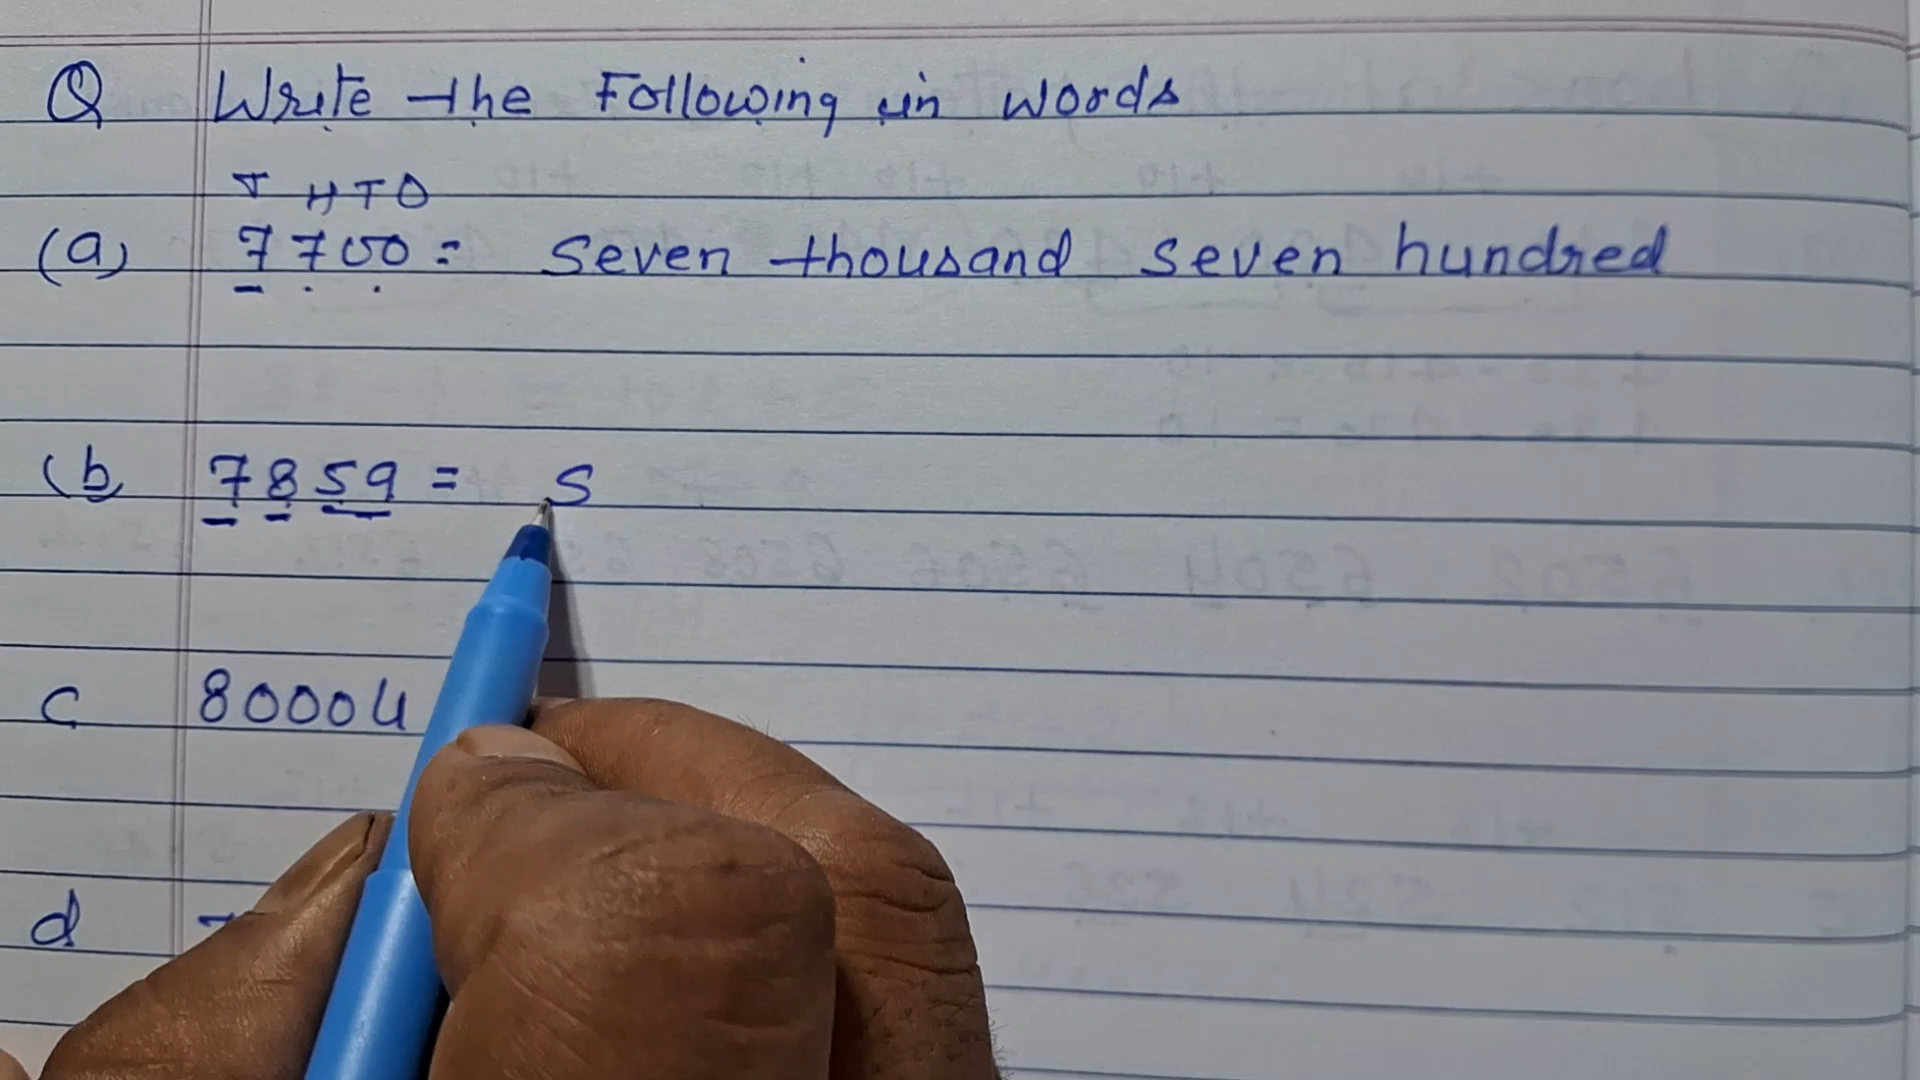 Q Write the Following in words
T H T O
(a) 7700 = Seven thousand seven hundred
(b 7859 = S
c 80004
d